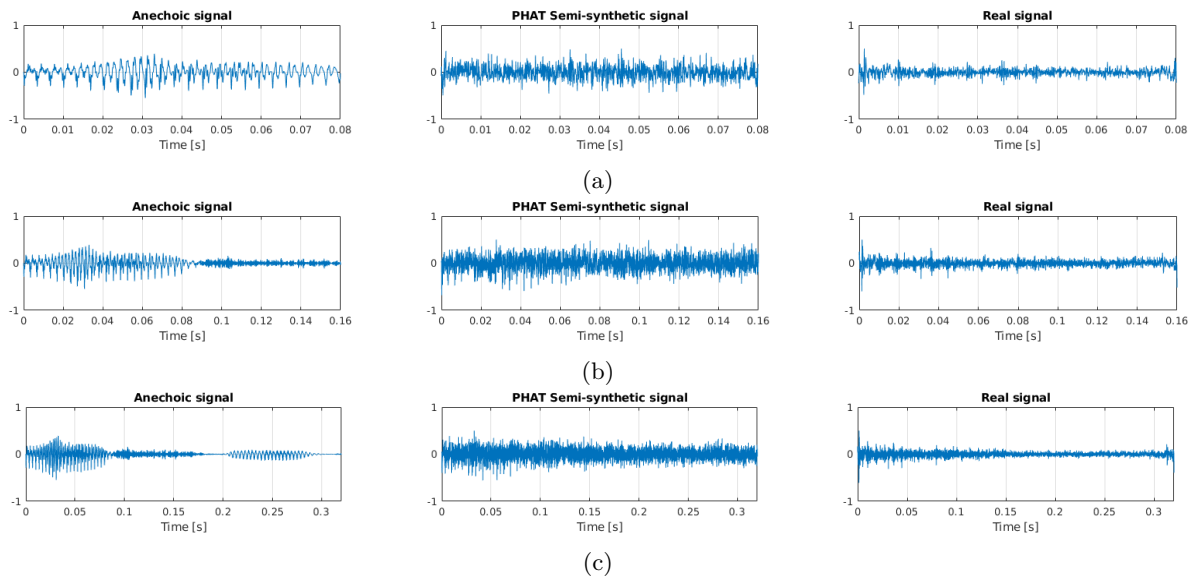 Anechoic signal PHAT Semi-synthetic signal Real signal
1 1 1
0 0 0
-1 -1 -1
0 0.01 0.02 0.03 0.04 0.05 0.06 0.07 0.08 0 0.01 0.02 0.03 0.04 0.05 0.06 0.07 0.08 0 0.01 0.02 0.03 0.04 0.05 0.06 0.07 0.08
Time [s] Time [s] Time [s]
(a)
Anechoic signal PHAT Semi-synthetic signal Real signal
1 1 1
0 0 0
-1 -1 -1
0 0.02 0.04 0.06 0.08 0.1 0.12 0.14 0.16 0 0.02 0.04 0.06 0.08 0.1 0.12 0.14 0.16 0 0.02 0.04 0.06 0.08 0.1 0.12 0.14 0.16
Time [s] Time [s] Time [s]
(b)
Anechoic signal PHAT Semi-synthetic signal Real signal
1 1 1
0 0 0
-1 -1 -1
0 0.05 0.1 0.15 0.2 0.25 0.3 0 0.05 0.1 0.15 0.2 0.25 0.3 0 0.05 0.1 0.15 0.2 0.25 0.3
Time [s] Time [s] Time [s]
(c)